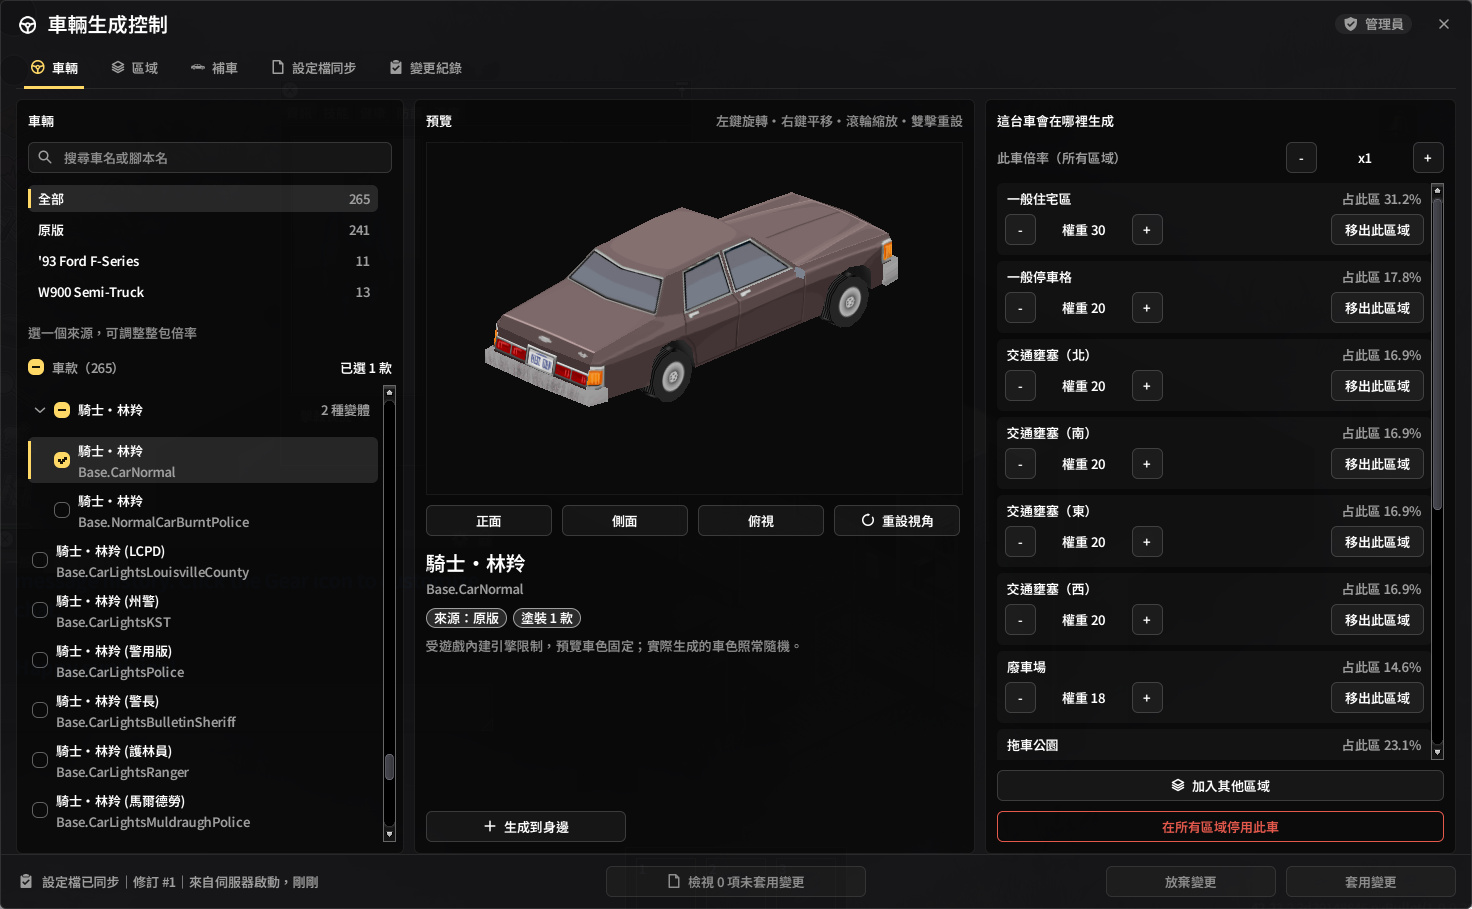 車輛生成控制
管理員
車輛
區域
補車
設定檔同步
變更紀錄
車輛
搜尋車名或腳本名
全部 265
原版 241
'93 Ford F-Series 11
W900 Semi-Truck 13
選一個來源，可調整整包倍率
車款（265） 已選 1 款
騎士・林羚 2 種變體
騎士・林羚
Base.CarNormal
騎士・林羚
Base.NormalCarBurntPolice
騎士・林羚 (LCPD)
Base.CarLightsLouisvilleCounty
騎士・林羚 (州警)
Base.CarLightsKST
騎士・林羚 (警用版)
Base.CarLightsPolice
騎士・林羚 (警長)
Base.CarLightsBulletinSheriff
騎士・林羚 (護林員)
Base.CarLightsRanger
騎士・林羚 (馬爾德勞)
Base.CarLightsMuldraughPolice
預覽
左鍵旋轉・右鍵平移・滾輪縮放・雙擊重設
正面
側面
俯視
重設視角
騎士・林羚
Base.CarNormal
來源：原版
塗裝 1 款
受遊戲內建引擎限制，預覽車色固定；實際生成的車色照常隨機。
+ 生成到身邊
這台車會在哪裡生成
此車倍率（所有區域） - x1 +
一般住宅區 占此區 31.2%
- 權重 30 + 移出此區域
一般停車格 占此區 17.8%
- 權重 20 + 移出此區域
交通壅塞（北） 占此區 16.9%
- 權重 20 + 移出此區域
交通壅塞（南） 占此區 16.9%
- 權重 20 + 移出此區域
交通壅塞（東） 占此區 16.9%
- 權重 20 + 移出此區域
交通壅塞（西） 占此區 16.9%
- 權重 20 + 移出此區域
廢車場 占此區 14.6%
- 權重 18 + 移出此區域
拖車公園 占此區 23.1%
加入其他區域
在所有區域停用此車
設定檔已同步｜修訂 #1｜來自伺服器啟動，剛剛
檢視 0 項未套用變更
放棄變更
套用變更